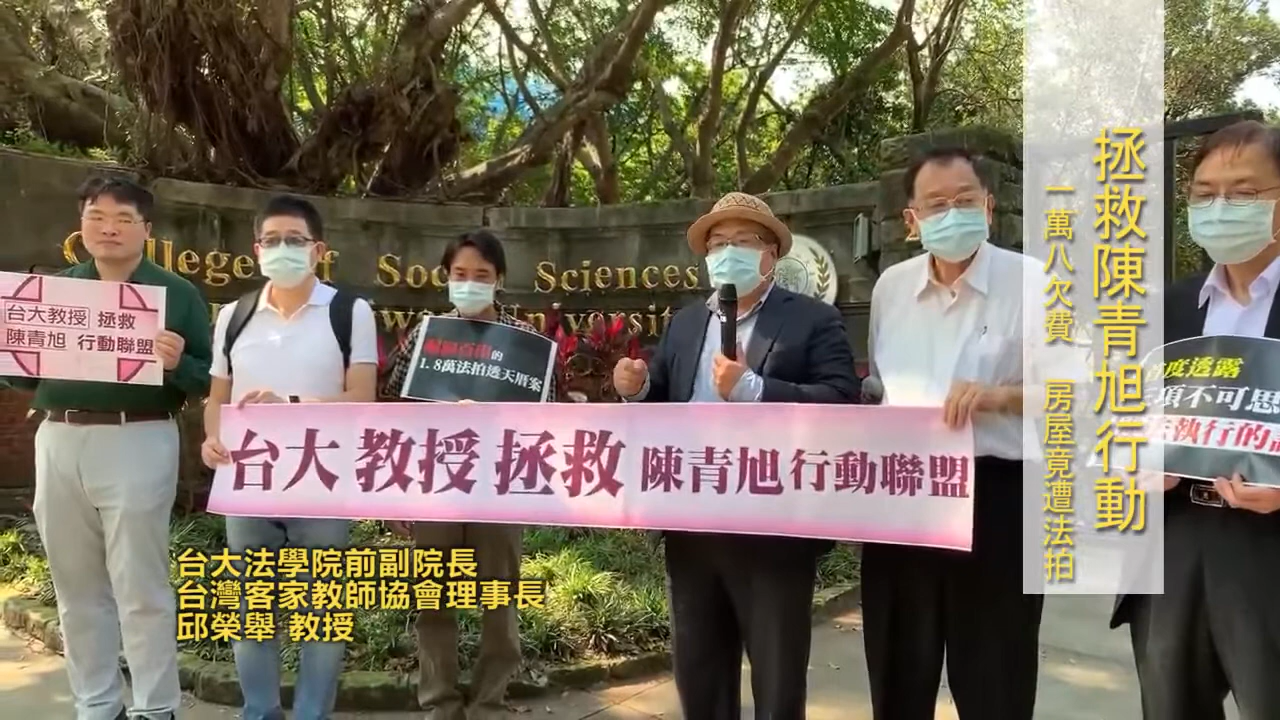 College of Social Sciences
台大教授 拯救
陳青旭 行動聯盟
的
1.8萬法拍透天厝案
台大 教授 拯救 陳青旭 行動聯盟
首度透露
項不可思
執行的
拯救陳青旭行動
一萬八欠費 房屋竟遭法拍
台大法學院前副院長
台灣客家教師協會理事長
邱榮舉 教授